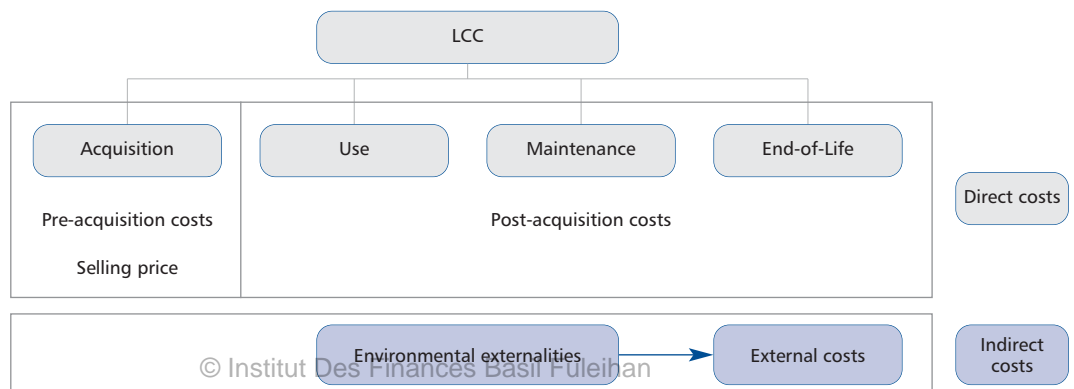 LCC
Acquisition
Use
Maintenance
End-of-Life
Direct costs
Pre-acquisition costs
Post-acquisition costs
Selling price
Environmental externalities
External costs
Indirect
costs
© Institut Des Finances Basil Fuleihan